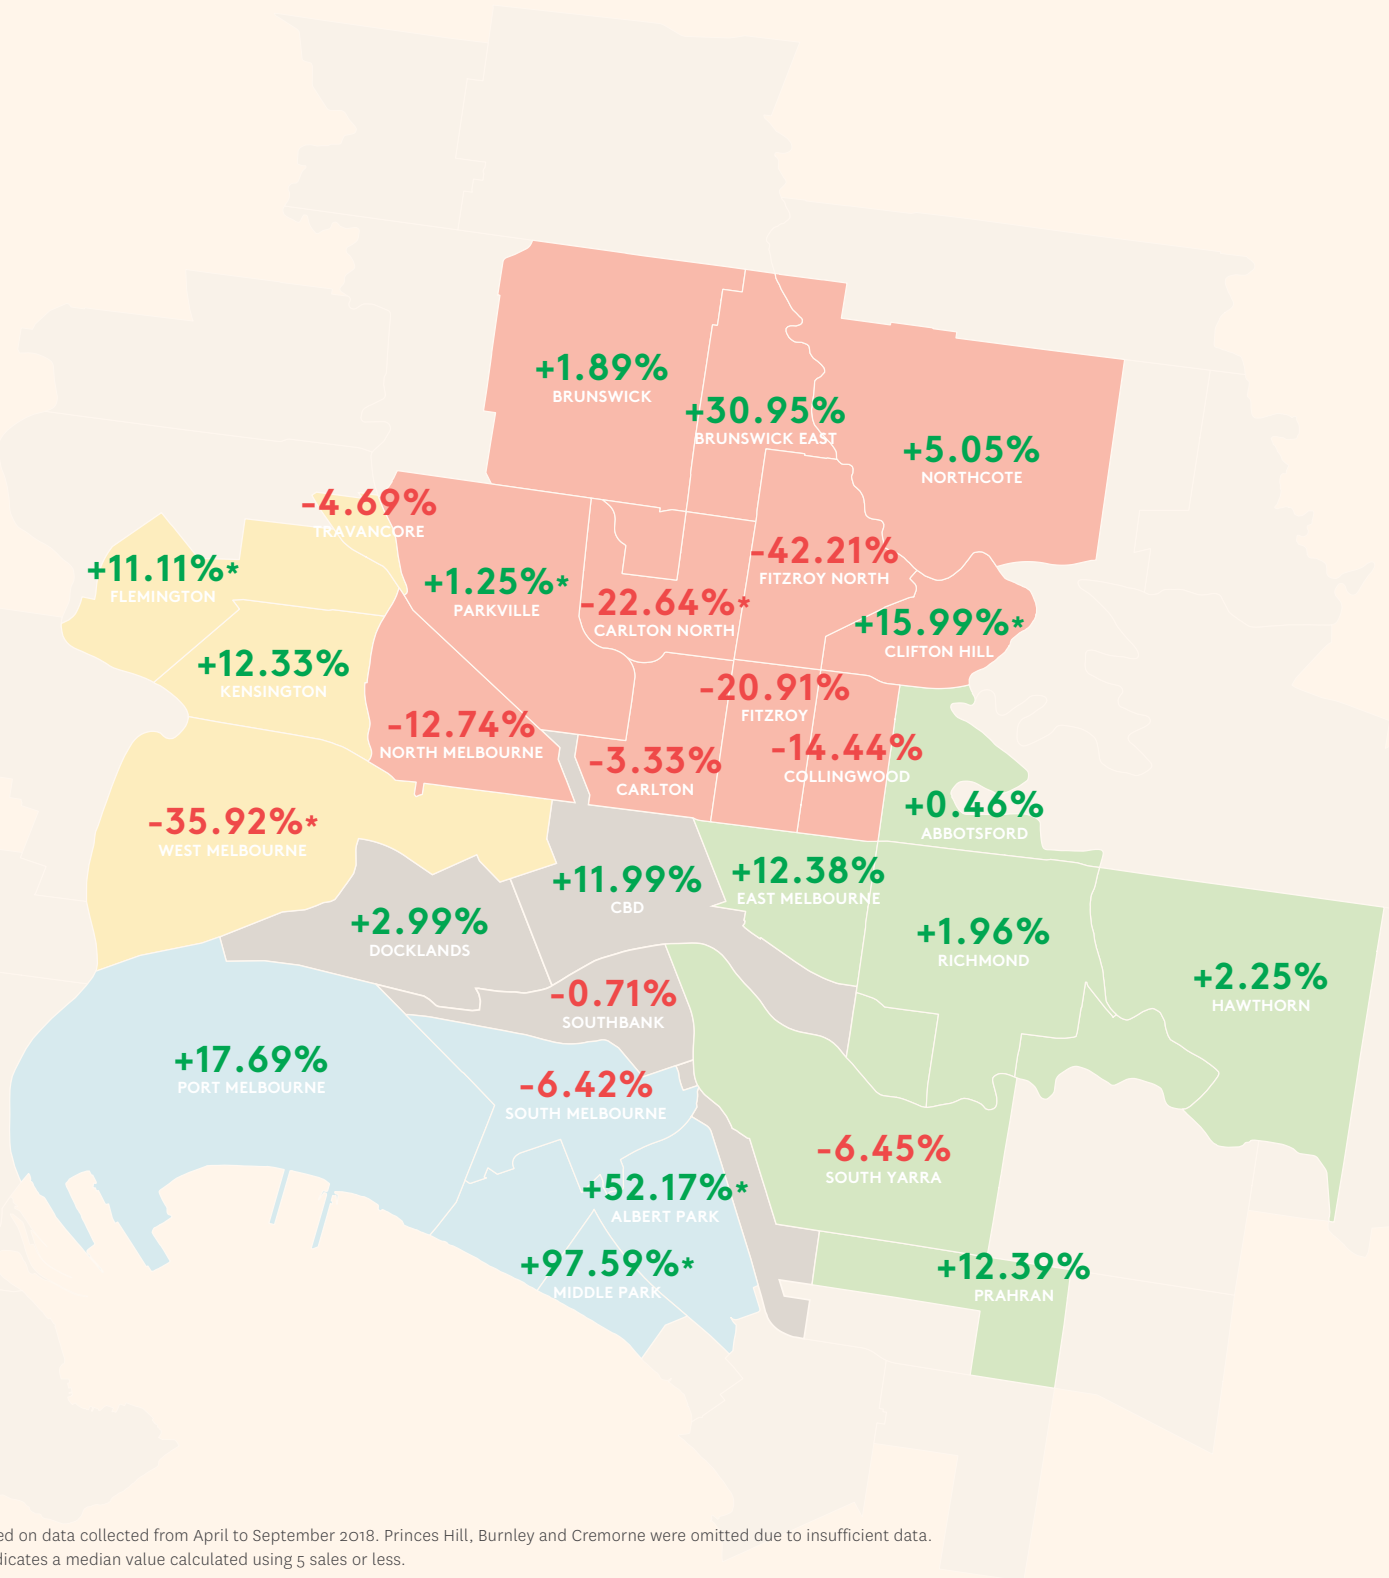 +1.89%
BRUNSWICK
+30.95%
BRUNSWICK EAST
+5.05%
NORTHCOTE
-4.69%
TRAVANCORE
+11.11%*
FLEMINGTON
+1.25%*
PARKVILLE
-42.21%
FITZROY NORTH
-22.64%*
CARLTON NORTH
+15.99%*
CLIFTON HILL
+12.33%
KENSINGTON
-20.91%
FITZROY
-12.74%
NORTH MELBOURNE
-3.33%
CARLTON
-14.44%
COLLINGWOOD
+0.46%
ABBOTSFORD
-35.92%*
WEST MELBOURNE
+11.99%
CBD
+12.38%
EAST MELBOURNE
+2.99%
DOCKLANDS
+1.96%
RICHMOND
+2.25%
HAWTHORN
-0.71%
SOUTHBANK
+17.69%
PORT MELBOURNE
-6.42%
SOUTH MELBOURNE
-6.45%
SOUTH YARRA
+52.17%*
ALBERT PARK
+97.59%*
MIDDLE PARK
+12.39%
PRAHRAN
ed on data collected from April to September 2018. Princes Hill, Burnley and Cremorne were omitted due to insufficient data.
dicates a median value calculated using 5 sales or less.